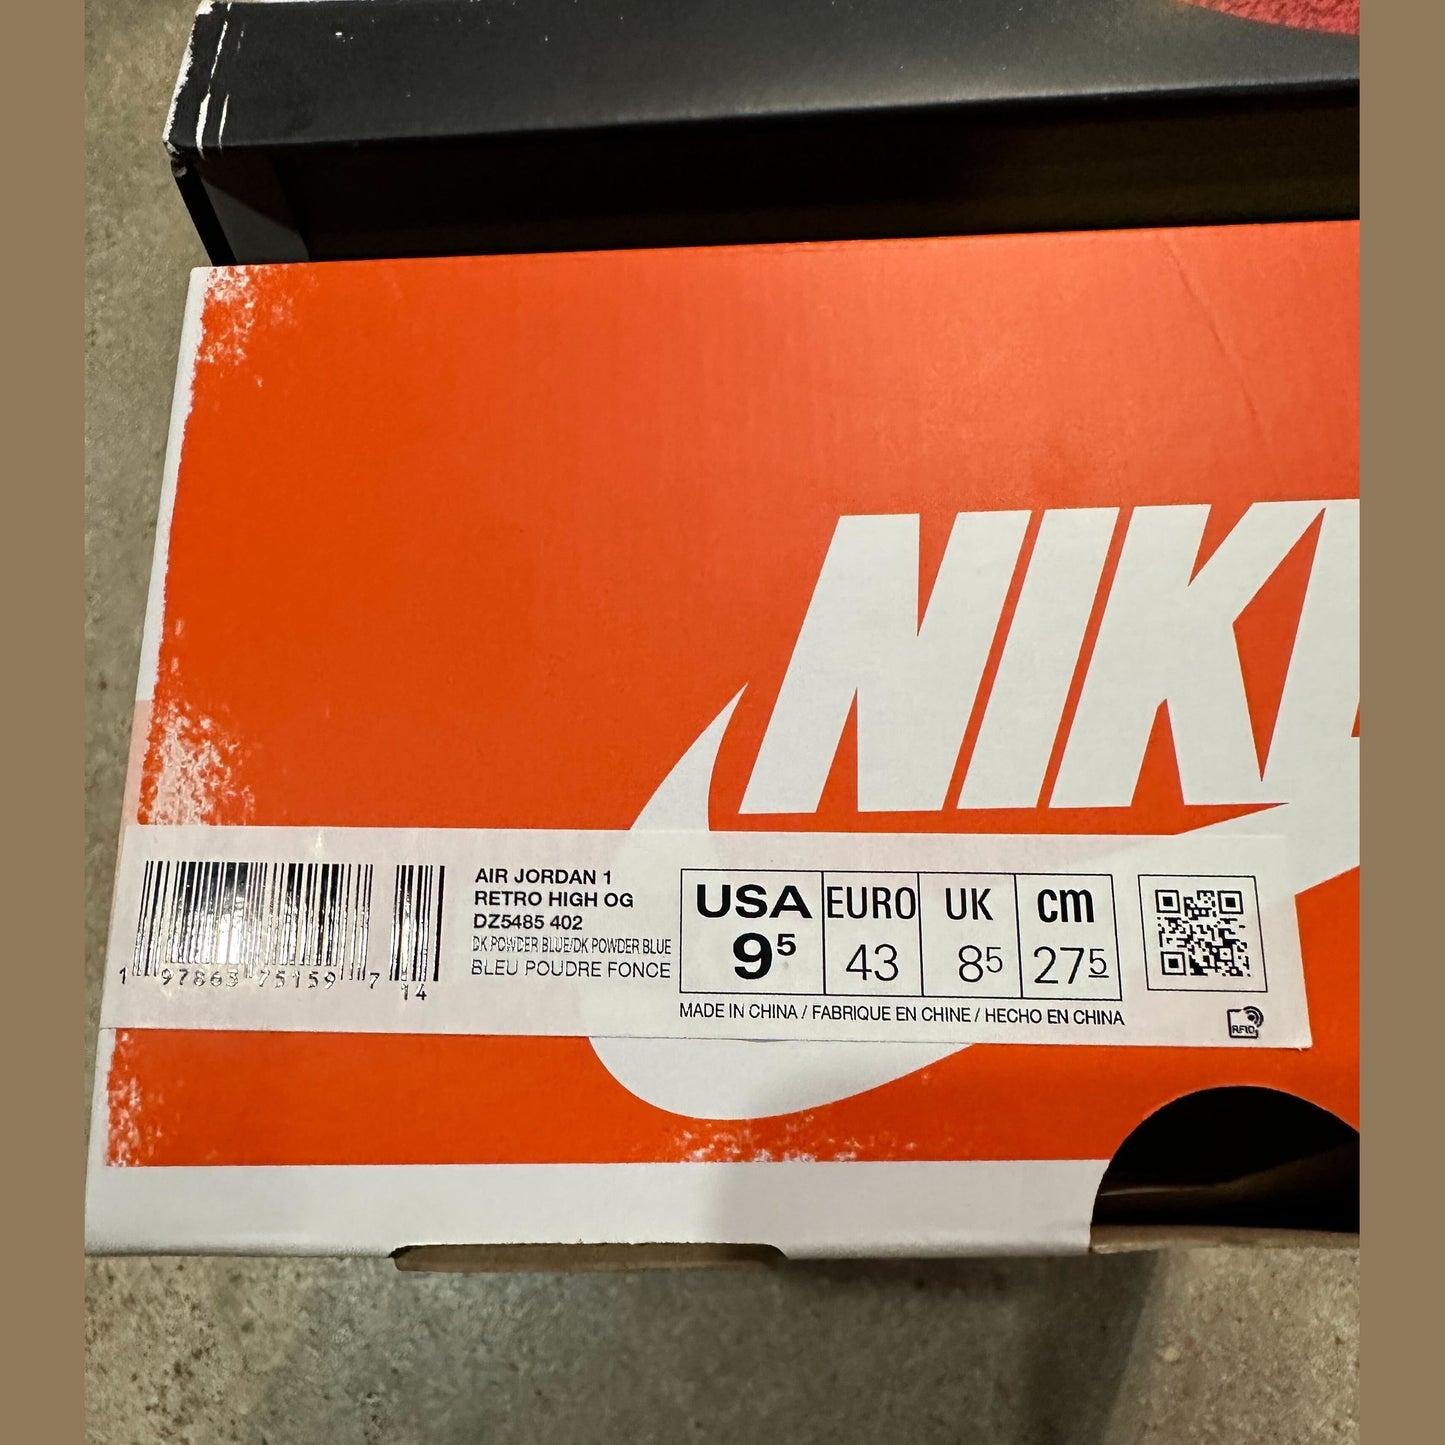 NIKE
AIR JORDAN 1
RETRO HIGH OG
DZ5485 402
DK POWDER BLUE/DK POWDER BLUE
BLEU POUDRE FONCE
1 97863 75159 7 14
USA EURO UK cm
95 43 85 275
MADE IN CHINA / FABRIQUE EN CHINE / HECHO EN CHINA
RFID